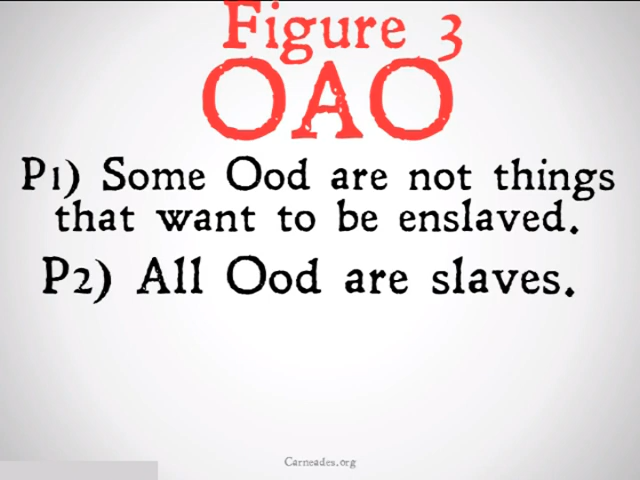 Figure 3
OAO
P1) Some Ood are not things
that want to be enslaved.
P2) All Ood are slaves.
Carneades.org